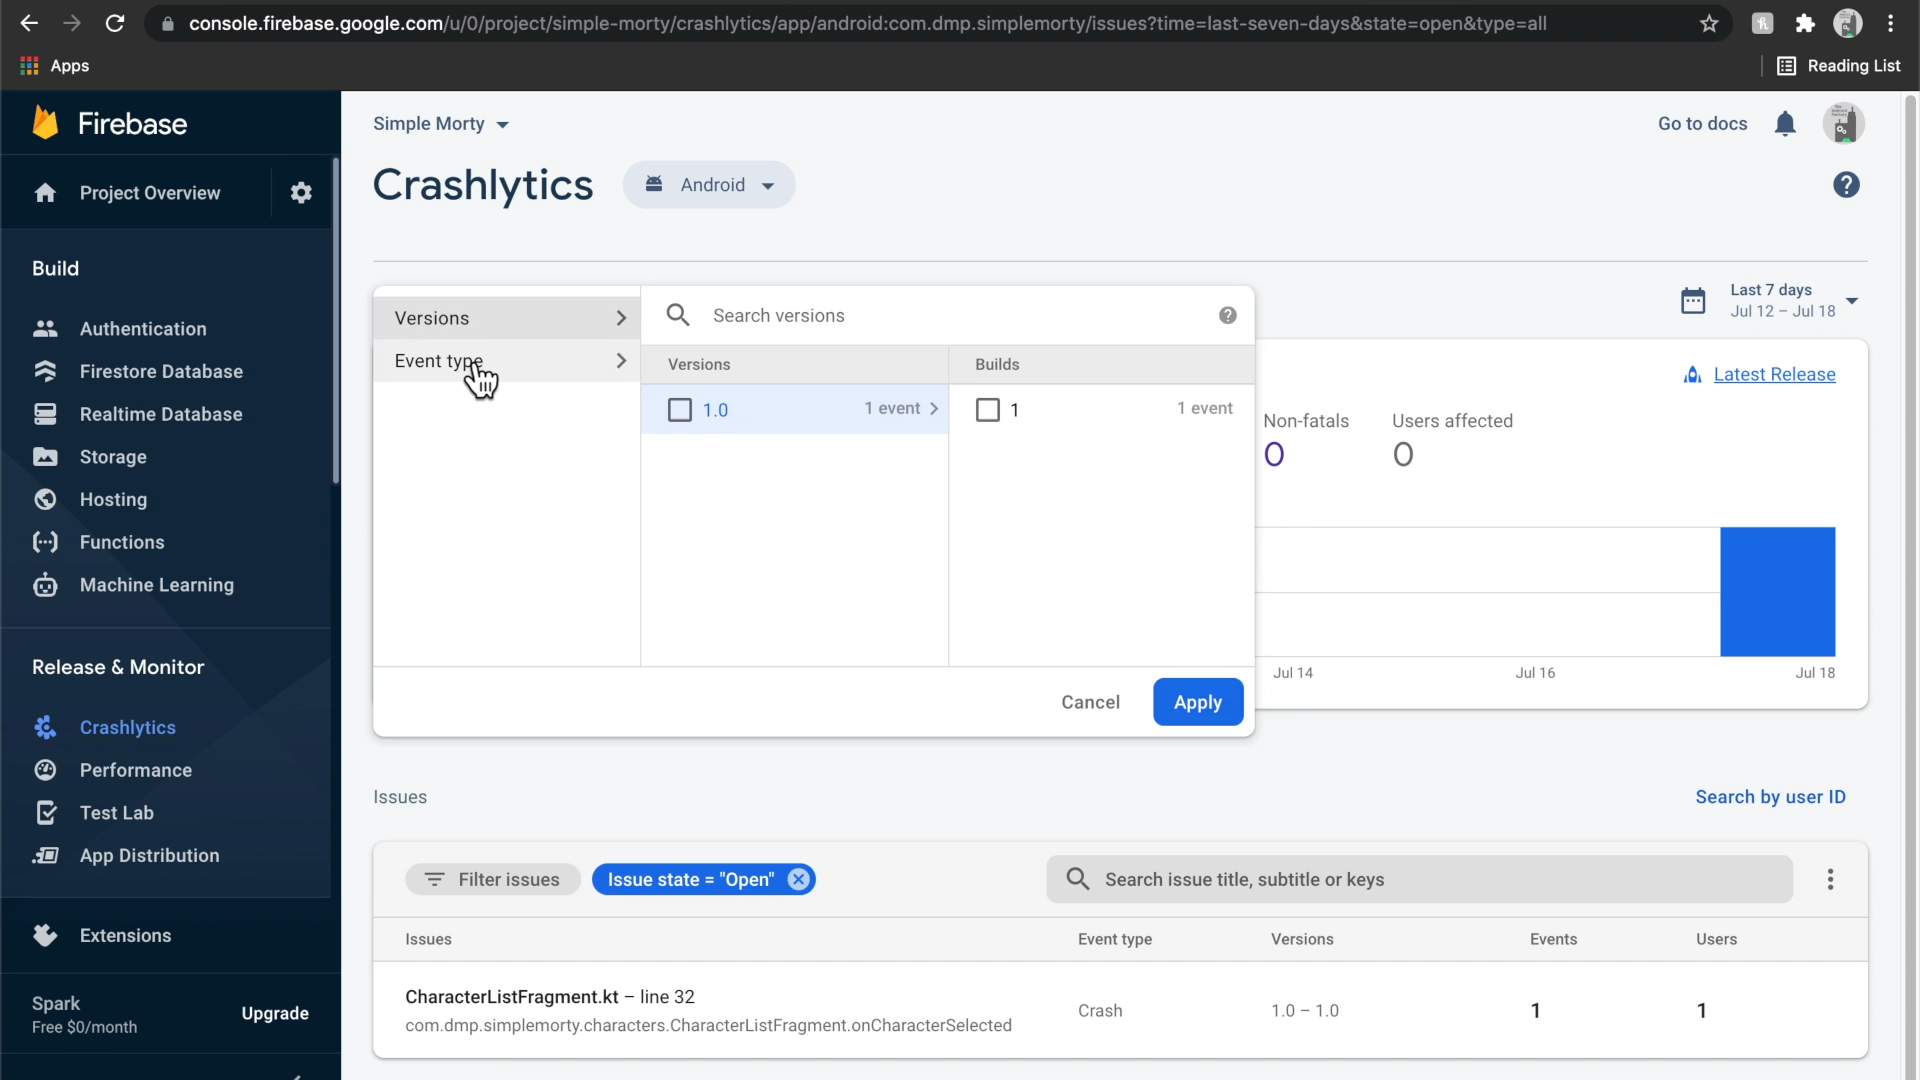 console.firebase.google.com/u/0/project/simple-morty/crashlytics/app/android:com.dmp.simplemorty/issues?time=last-seven-days&state=open&type=all
Apps
Reading List
Firebase
Simple Morty
Go to docs
Project Overview
Crashlytics
Android
Build
Authentication
Firestore Database
Realtime Database
Storage
Hosting
Functions
Machine Learning
Release & Monitor
Crashlytics
Performance
Test Lab
App Distribution
Extensions
Spark
Free $0/month
Upgrade
Last 7 days
Jul 12 – Jul 18
Versions
Event type
Search versions
Versions
Builds
1.0
1 event
1
1 event
Cancel
Apply
Latest Release
Non-fatals
0
Users affected
0
Jul 14
Jul 16
Jul 18
Issues
Search by user ID
Filter issues
Issue state = "Open"
Search issue title, subtitle or keys
Issues
Event type
Versions
Events
Users
CharacterListFragment.kt – line 32
com.dmp.simplemorty.characters.CharacterListFragment.onCharacterSelected
Crash
1.0 – 1.0
1
1